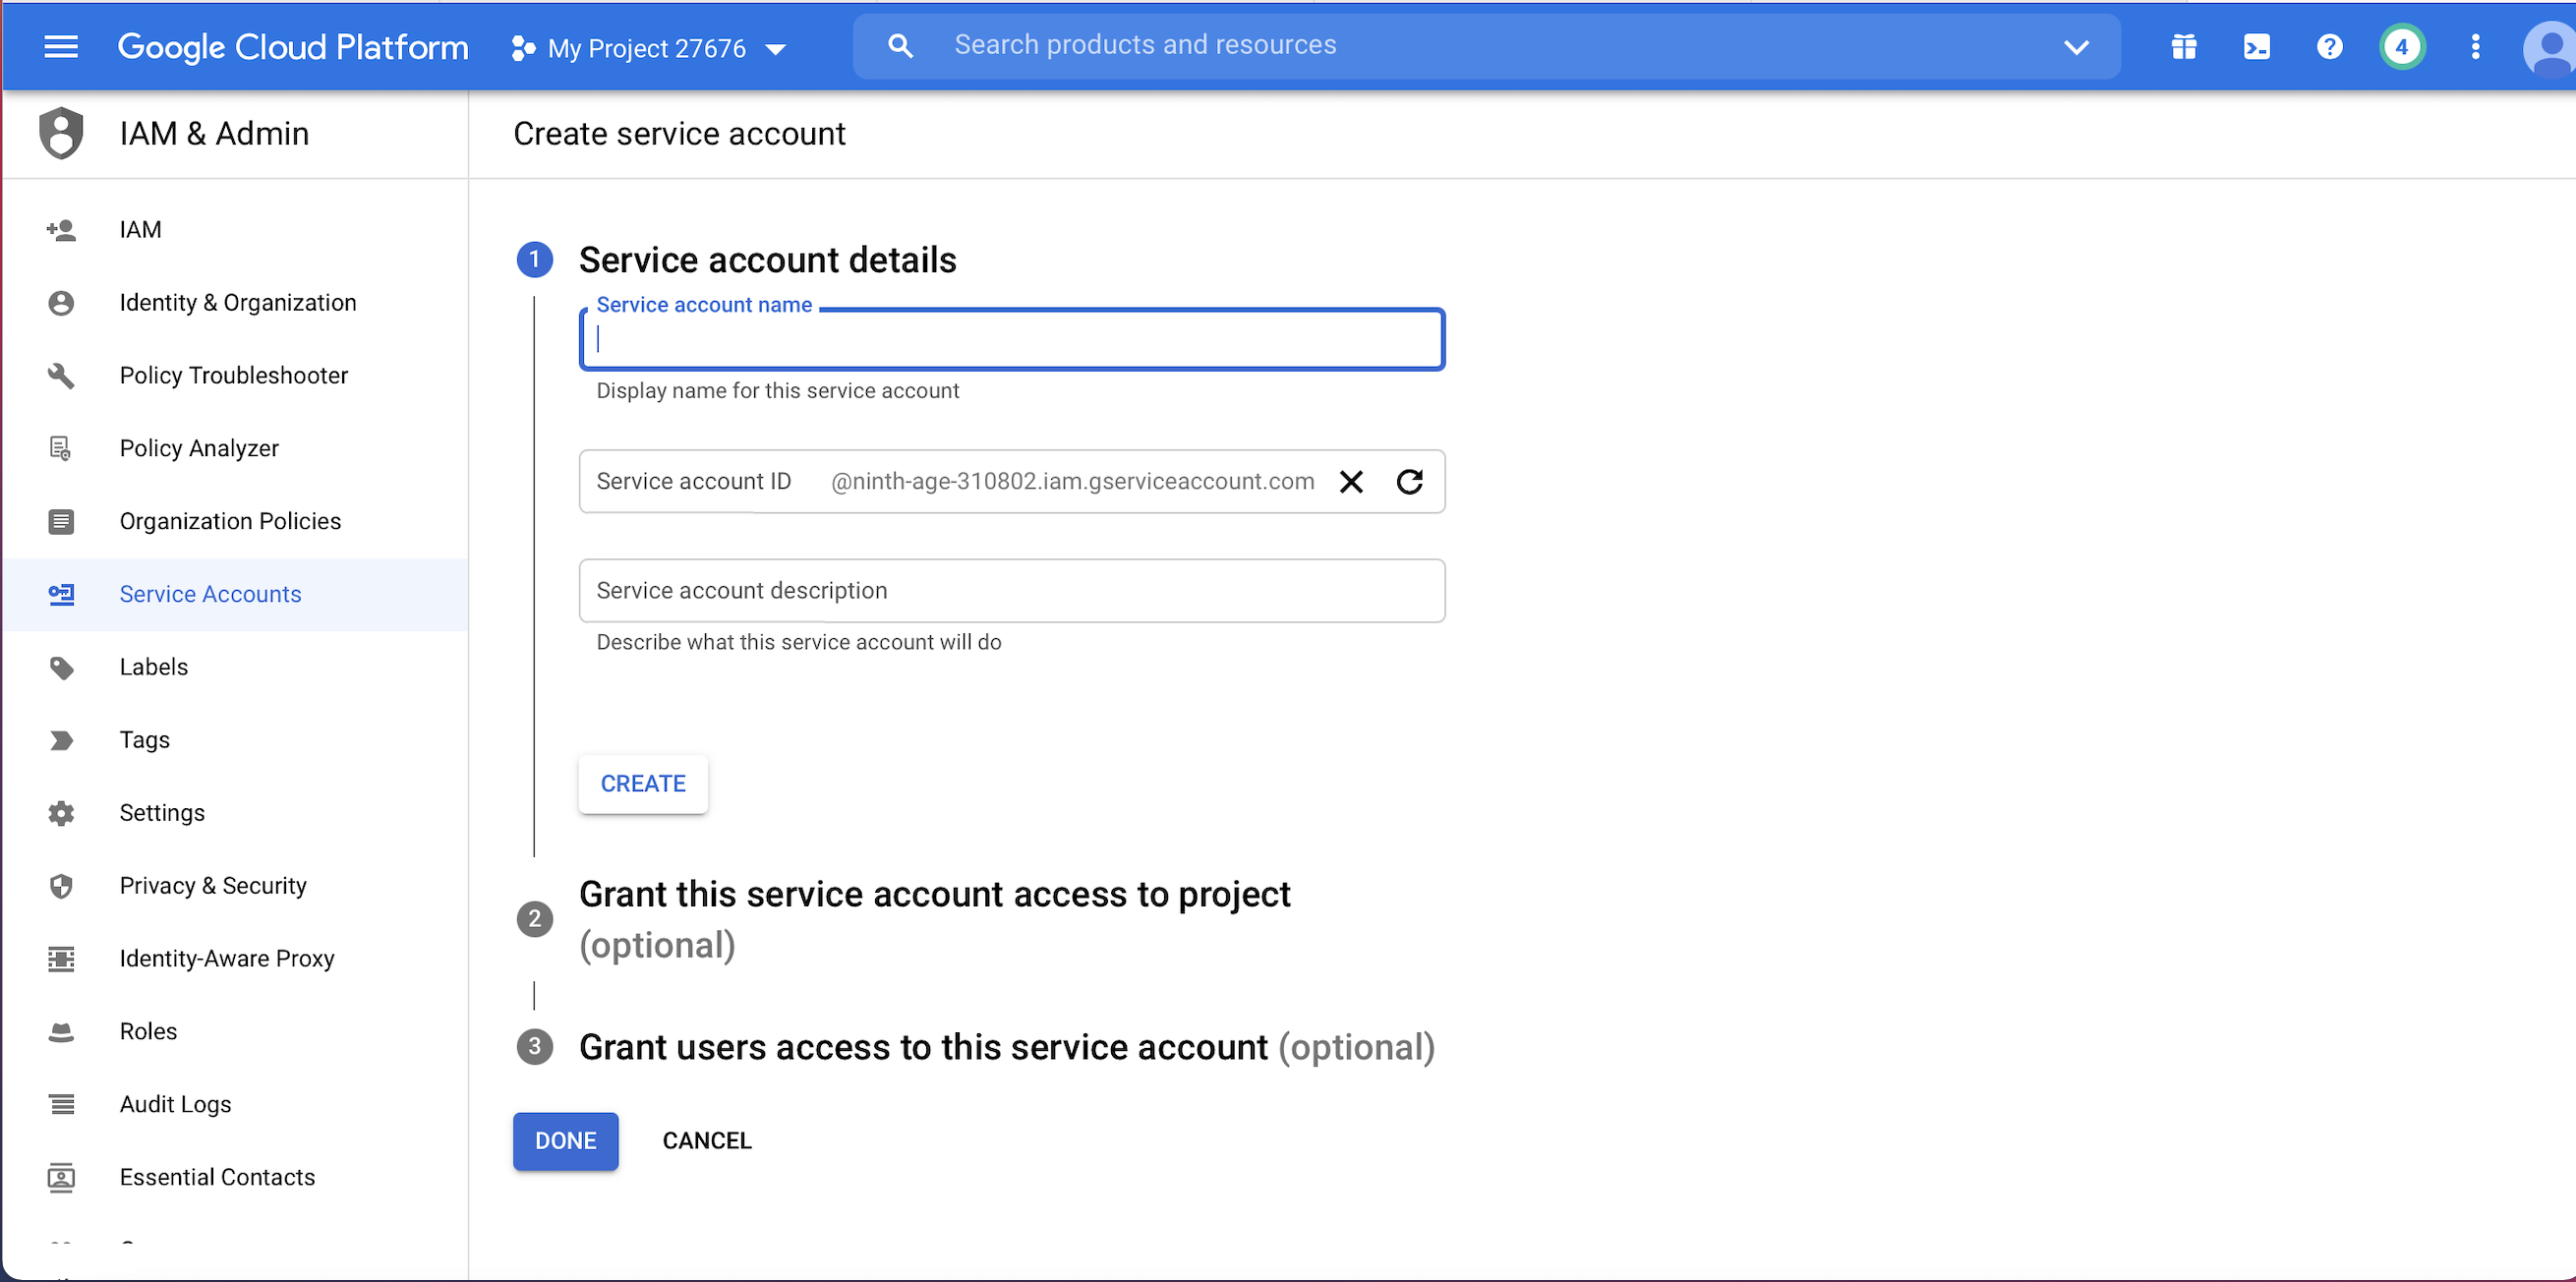 Google Cloud Platform
My Project 27676
Search products and resources
4
IAM & Admin
Create service account
IAM
Identity & Organization
Policy Troubleshooter
Policy Analyzer
Organization Policies
Service Accounts
Labels
Tags
Settings
Privacy & Security
Identity-Aware Proxy
Roles
Audit Logs
Essential Contacts
1 Service account details
Service account name
Display name for this service account
Service account ID @ninth-age-310802.iam.gserviceaccount.com
Service account description
Describe what this service account will do
CREATE
2 Grant this service account access to project
(optional)
3 Grant users access to this service account (optional)
DONE CANCEL